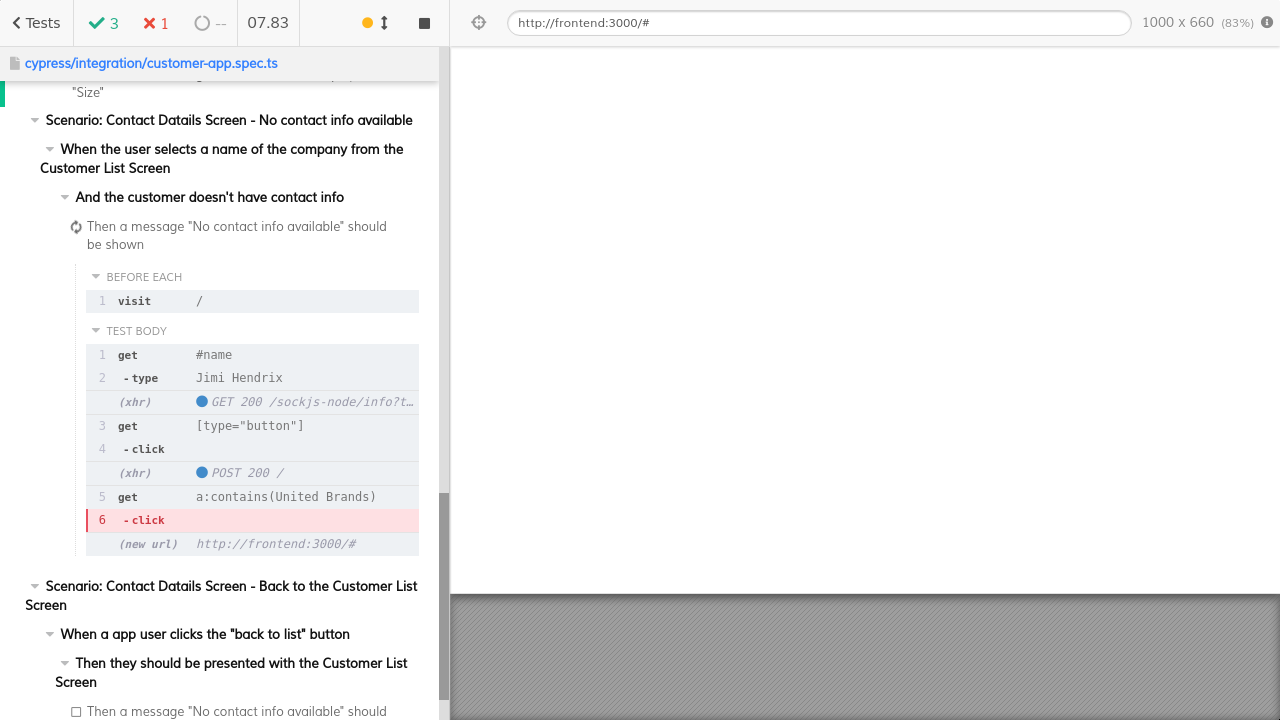 Tests
3
1
--
07.83
http://frontend:3000/#
1000 x 660 (83%)
cypress/integration/customer-app.spec.ts
"Size"
Scenario: Contact Datails Screen - No contact info available
When the user selects a name of the company from the
Customer List Screen
And the customer doesn't have contact info
Then a message "No contact info available" should
be shown
BEFORE EACH
1 visit /
TEST BODY
1 get #name
2 -type Jimi Hendrix
(xhr) GET 200 /sockjs-node/info?t…
3 get [type="button"]
4 -click
(xhr) POST 200 /
5 get a:contains(United Brands)
6 -click
(new url) http://frontend:3000/#
Scenario: Contact Datails Screen - Back to the Customer List
Screen
When a app user clicks the "back to list" button
Then they should be presented with the Customer List
Screen
Then a message "No contact info available" should